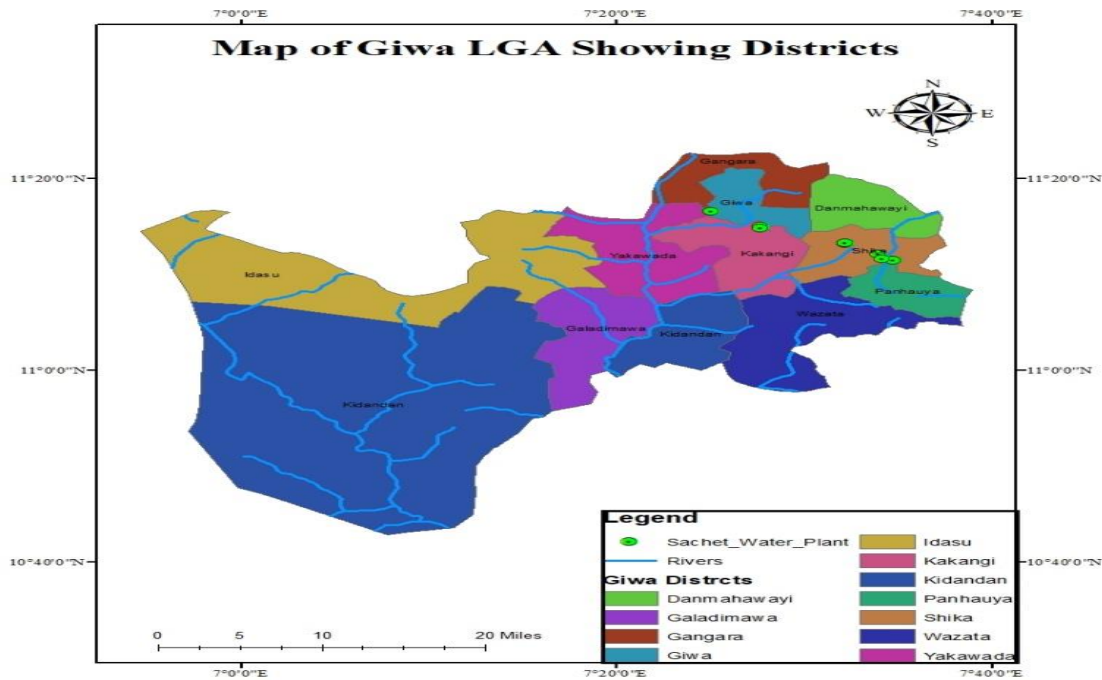 7°0'0"E 7°20'0"E 7°40'0"E
Map of Giwa LGA Showing Districts
N
W E
S
11°20'0"N 11°20'0"N
Gangara
Giwa
Danmahawayi
Shika
Yakawada
Kakangi
Idasu
Panhauya
Wazata
Galadimawa
Kidandan
11°0'0"N 11°0'0"N
Kidandan
Legend
Sachet_Water_Plant
Rivers
Giwa Distrcts
Danmahawayi
Galadimawa
Gangara
Giwa
Idasu
Kakangi
Kidandan
Panhauya
Shika
Wazata
Yakawada
10°40'0"N 10°40'0"N
0 5 10 20 Miles
7°0'0"E 7°20'0"E 7°40'0"E